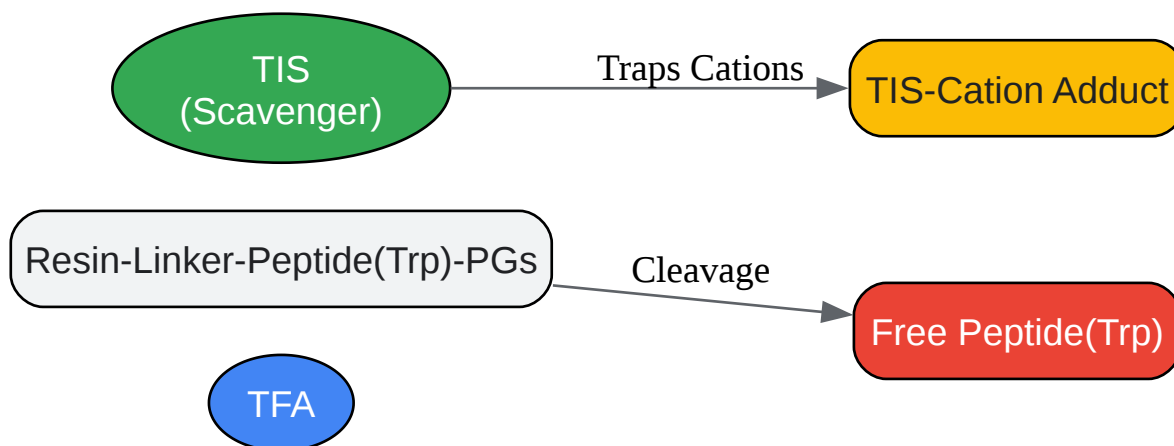 TIS
(Scavenger)
Traps Cations
TIS-Cation Adduct
Resin-Linker-Peptide(Trp)-PGs
Cleavage
Free Peptide(Trp)
TFA